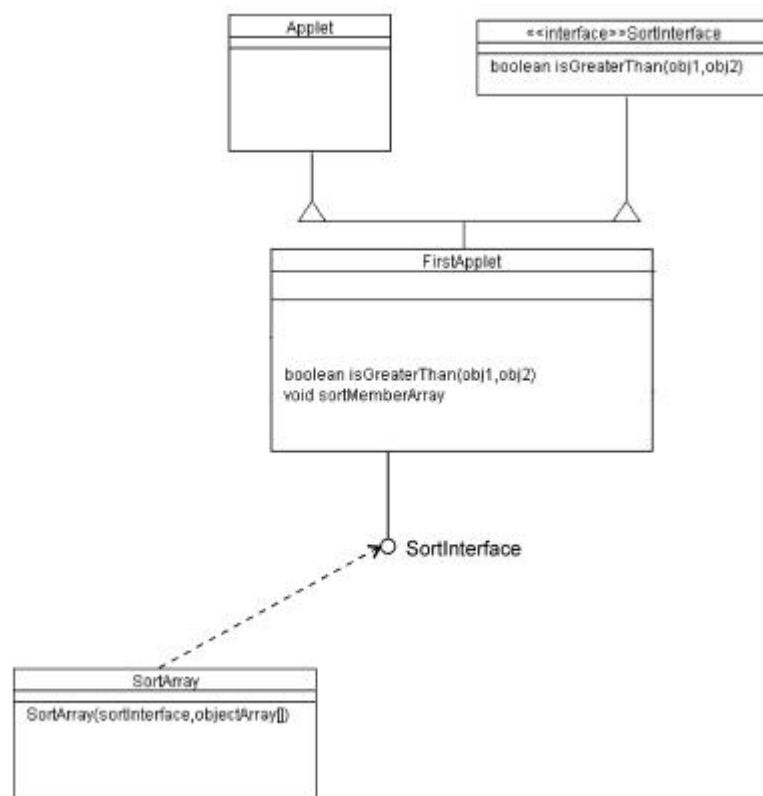 Applet
<<interface>>SortInterface
boolean isGreaterThan(obj1,obj2)
FirstApplet
boolean isGreaterThan(obj1,obj2)
void sortMemberArray
SortInterface
SortArray
SortArray(sortInterface,objectArray[])